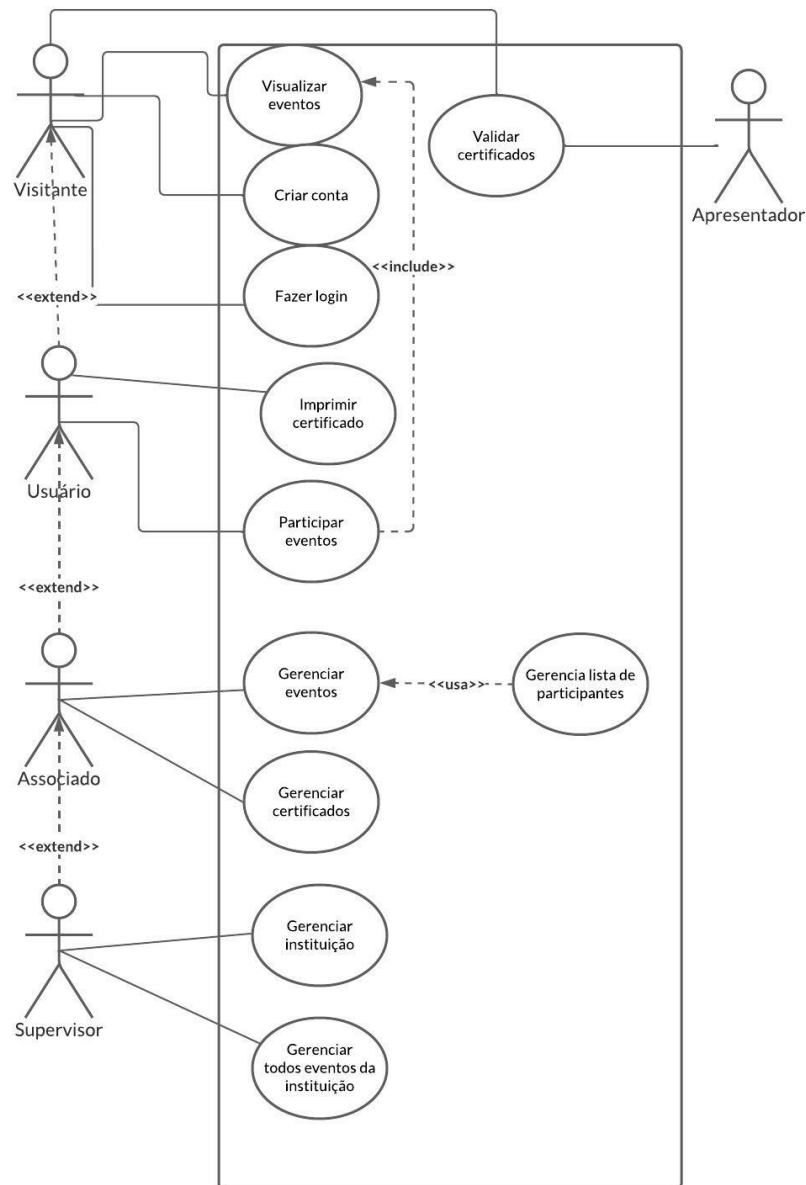 Visualizar
eventos
Validar
certificados
Visitante
Apresentador
Criar conta
<<include>>
Fazer login
<<extend>>
Imprimir
certificado
Usuário
Participar
eventos
<<extend>>
Gerenciar
eventos
<<usa>>
Gerencia lista de
participantes
Associado
Gerenciar
certificados
<<extend>>
Gerenciar
instituição
Supervisor
Gerenciar
todos eventos da
instituição